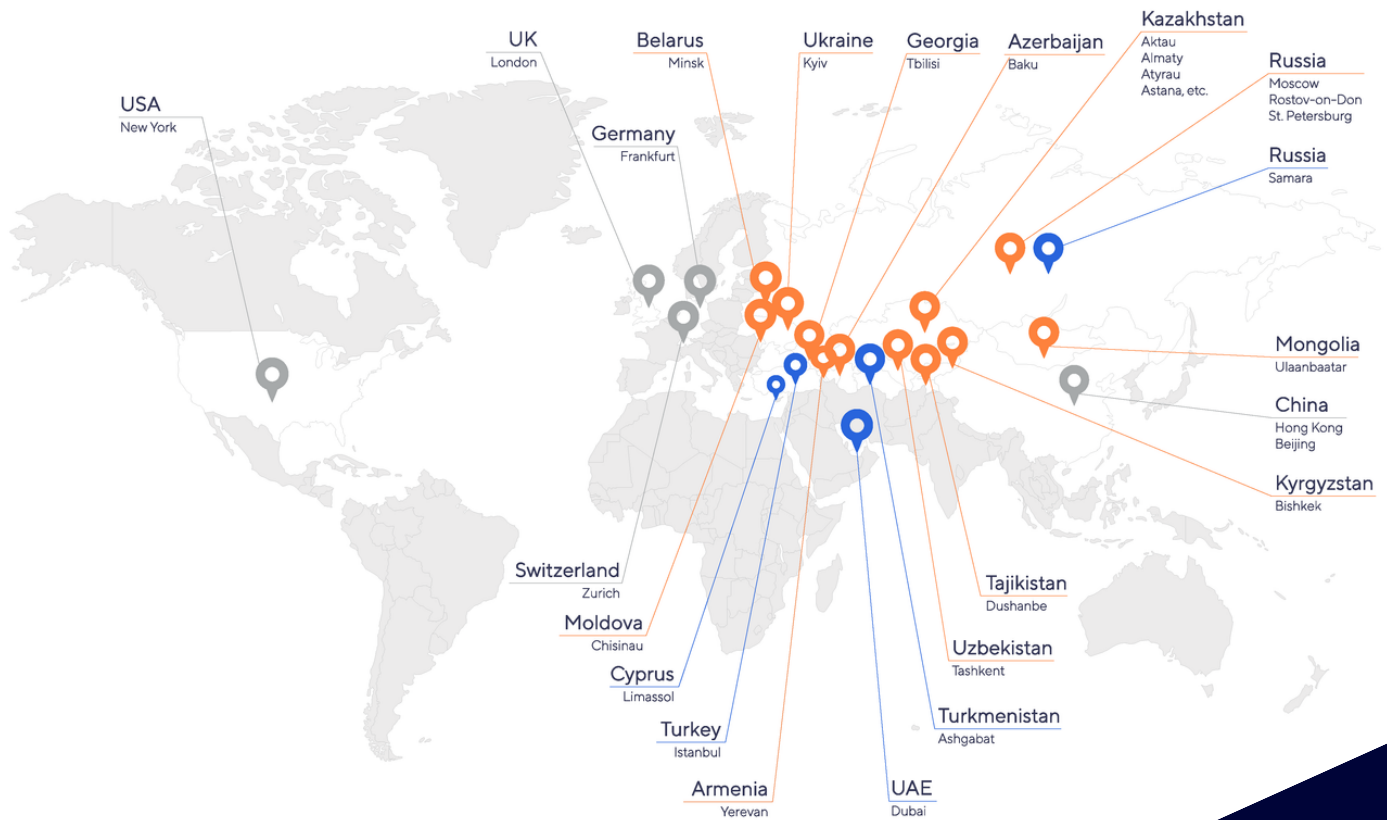 UK
London
Belarus
Minsk
Ukraine
Kyiv
Georgia
Tbilisi
Azerbaijan
Baku
Kazakhstan
Aktau
Almaty
Atyrau
Astana, etc.
Russia
Moscow
Rostov-on-Don
St. Petersburg
USA
New York
Germany
Frankfurt
Russia
Samara
Mongolia
Ulaanbaatar
China
Hong Kong
Beijing
Kyrgyzstan
Bishkek
Switzerland
Zurich
Tajikistan
Dushanbe
Moldova
Chisinau
Uzbekistan
Tashkent
Cyprus
Limassol
Turkmenistan
Ashgabat
Turkey
Istanbul
Armenia
Yerevan
UAE
Dubai